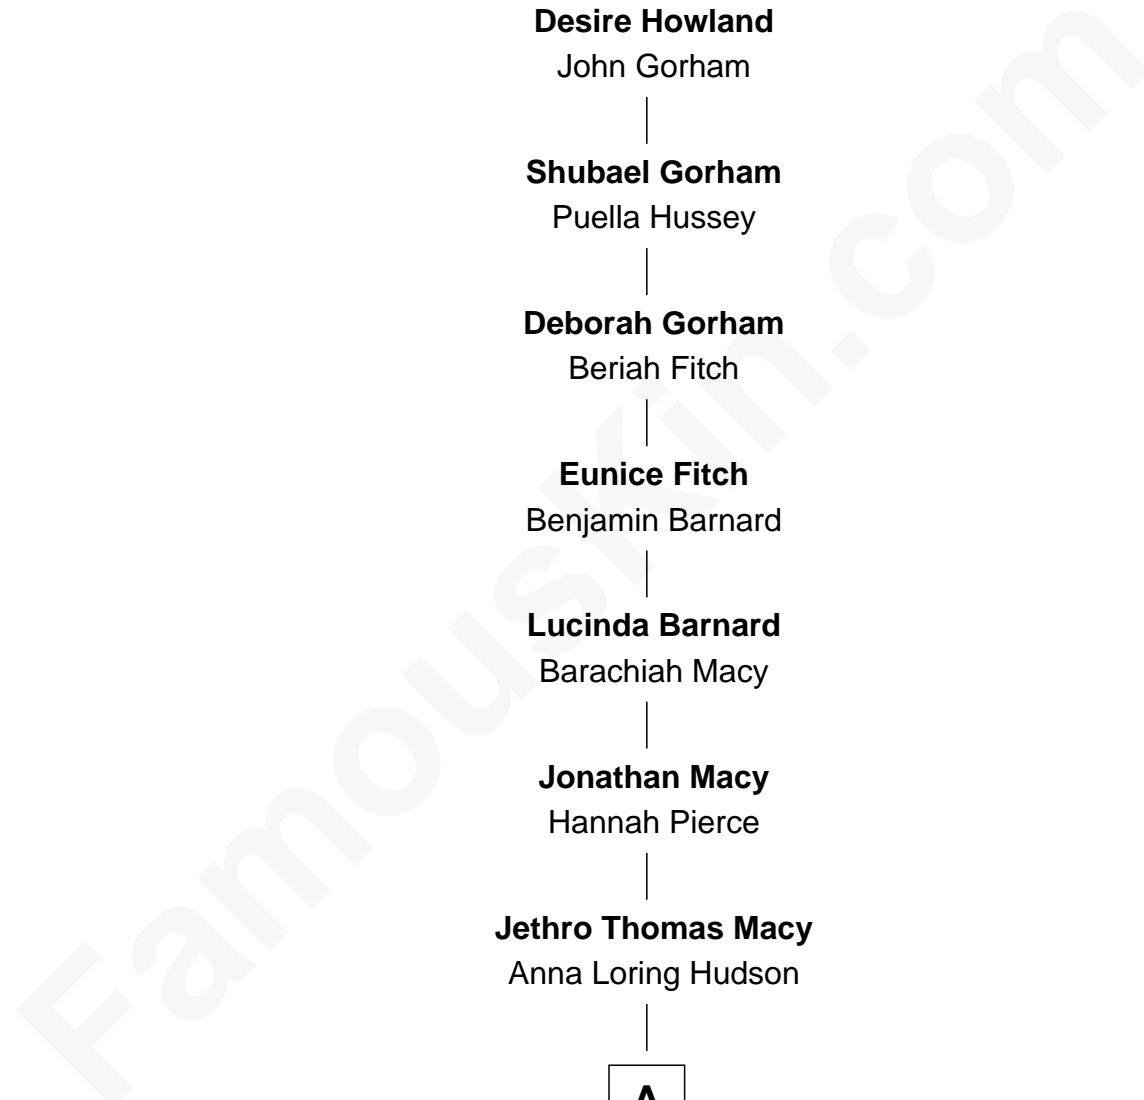 Desire Howland
John Gorham
Shubael Gorham
Puella Hussey
Deborah Gorham
Beriah Fitch
Eunice Fitch
Benjamin Barnard
Lucinda Barnard
Barachiah Macy
Jonathan Macy
Hannah Pierce
Jethro Thomas Macy
Anna Loring Hudson
A
FamousKin.com